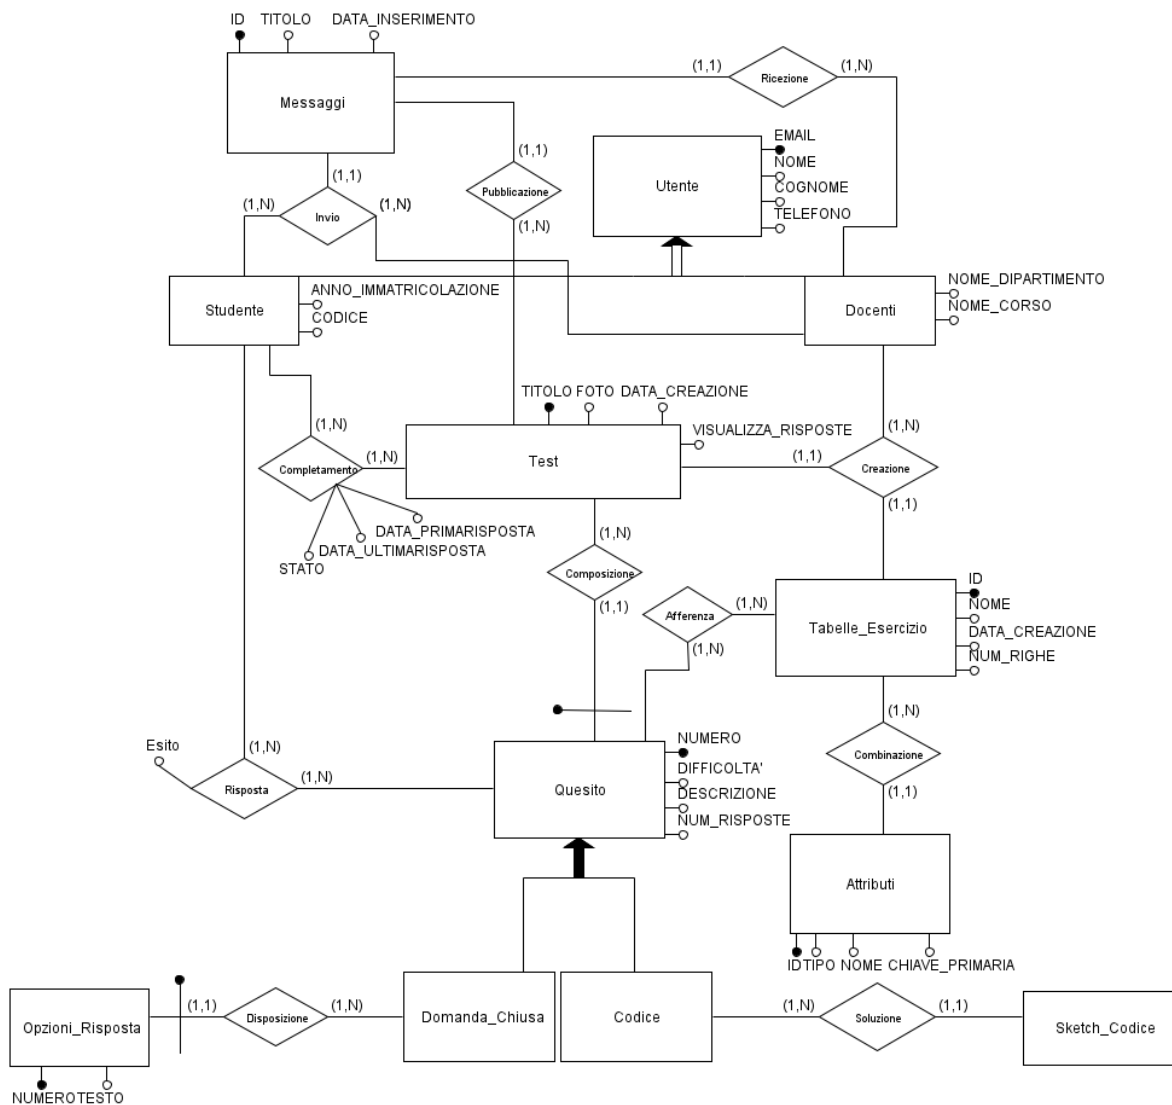 ID TITOLO DATA_INSERIMENTO
Messaggi
(1,1) Ricezione (1,N)
EMAIL
NOME
COGNOME
TELEFONO
Utente
(1,1)
Pubblicazione
(1,N)
(1,1)
(1,N) Invio (1,N)
Studente
ANNO_IMMATRICOLAZIONE
CODICE
Docenti
NOME_DIPARTIMENTO
NOME_CORSO
TITOLO FOTO DATA_CREAZIONE
VISUALIZZA_RISPOSTE
Test
(1,N)
Completamento (1,N)
DATA_PRIMARISPOSTA
DATA_ULTIMARISPOSTA
STATO
(1,N)
(1,1) Creazione
(1,1)
(1,N)
Composizione
(1,1)
Afferenza (1,N)
(1,N)
ID
NOME
DATA_CREAZIONE
NUM_RIGHE
Tabelle_Esercizio
(1,N)
Combinazione
(1,1)
Esito
(1,N)
Risposta (1,N)
Quesito
NUMERO
DIFFICOLTA'
DESCRIZIONE
NUM_RISPOSTE
Attributi
ID TIPO NOME CHIAVE_PRIMARIA
Opzioni_Risposta
(1,1) Disposizione (1,N)
Domanda_Chiusa
Codice
(1,N) Soluzione (1,1)
Sketch_Codice
NUMERO TESTO